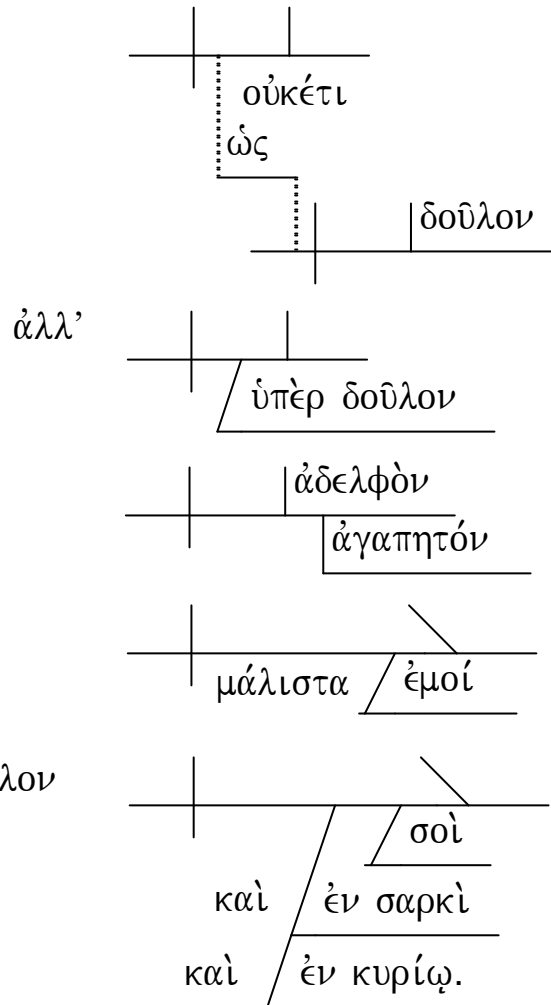 οὐκέτι
ὡς
δοῦλον
ἀλλ’
ὑπὲρ δοῦλον
ἀδελφὸν
ἀγαπητόν
μάλιστα ἐμοί
λον
σοὶ
καὶ ἐν σαρκὶ
καὶ ἐν κυρίῳ.